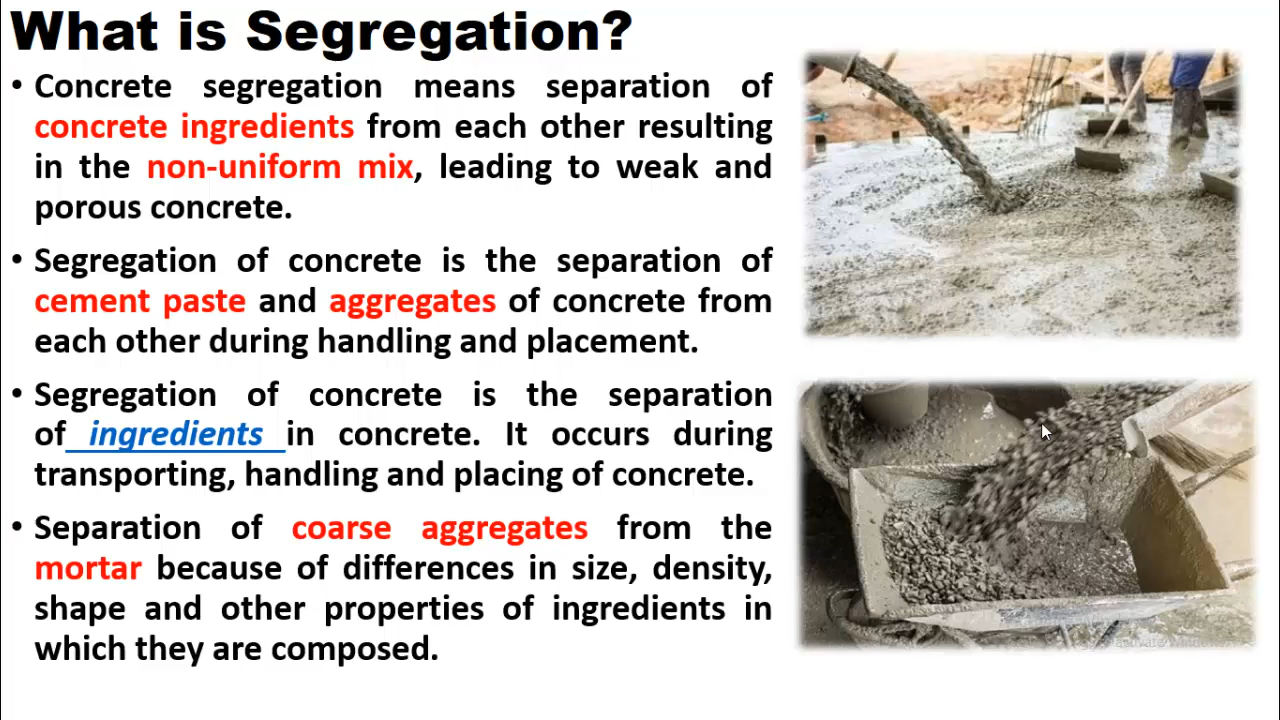 What is Segregation?
• Concrete segregation means separation of
concrete ingredients from each other resulting
in the non-uniform mix, leading to weak and
porous concrete.
• Segregation of concrete is the separation of
cement paste and aggregates of concrete from
each other during handling and placement.
• Segregation of concrete is the separation
of ingredients in concrete. It occurs during
transporting, handling and placing of concrete.
• Separation of coarse aggregates from the
mortar because of differences in size, density,
shape and other properties of ingredients in
which they are composed.